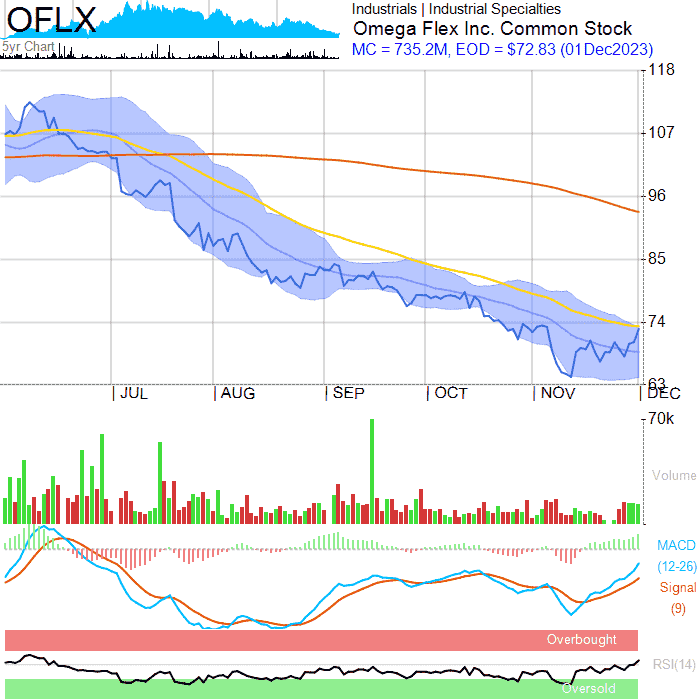 OFLX
5yr Chart
Industrials | Industrial Specialties
Omega Flex Inc. Common Stock
MC = 735.2M, EOD = $72.83 (01Dec2023)
118
107
96
85
74
63
JUL AUG SEP OCT NOV DEC
70k
Volume
MACD
(12-26)
Signal
(9)
Overbought
RSI(14)
Oversold